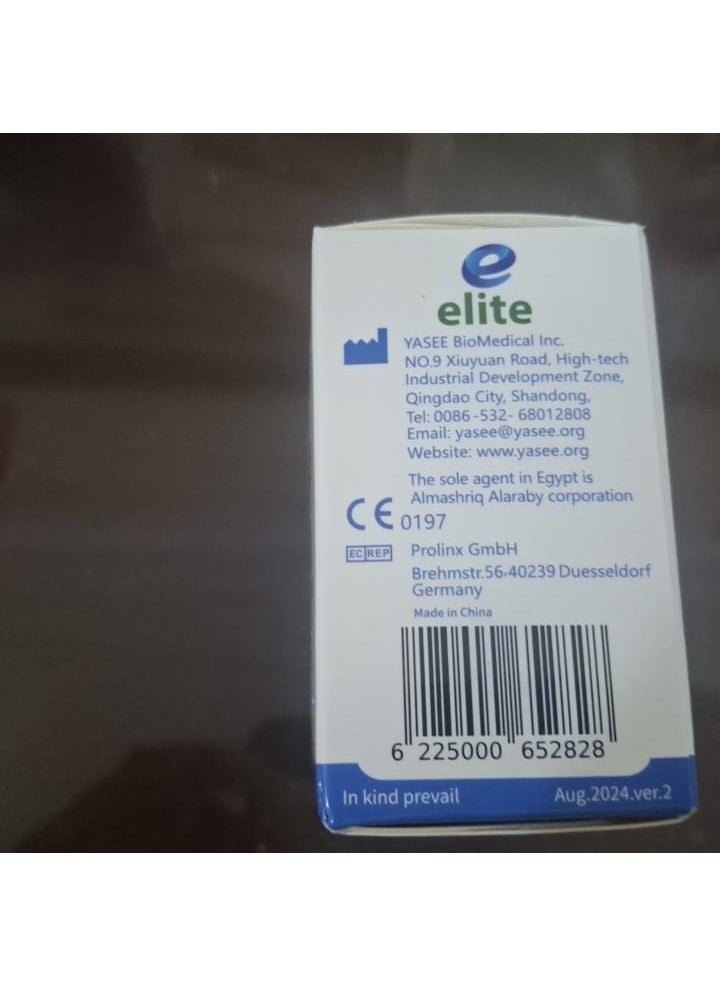 e
elite
YASEE BioMedical Inc.
NO.9 Xiuyuan Road, High-tech
Industrial Development Zone,
Qingdao City, Shandong,
Tel: 0086-532- 68012808
Email: yasee@yasee.org
Website: www.yasee.org
The sole agent in Egypt is
Almashriq Alaraby corporation
CE 0197
EC REP Prolinx GmbH
Brehmstr.56,40239 Duesseldorf
Germany
Made in China
6 225000 652828
In kind prevail Aug.2024.ver.2